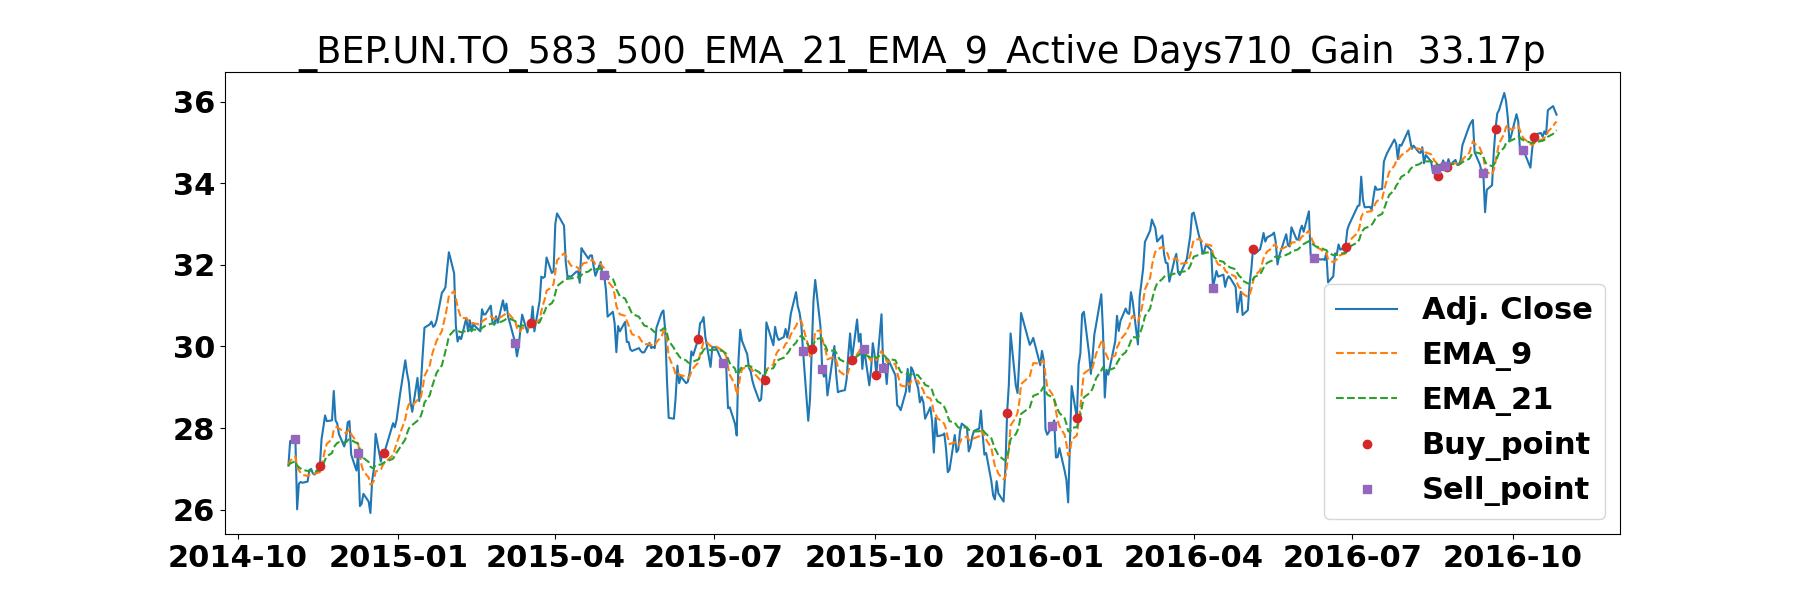 _BEP.UN.TO_583_500_EMA_21_EMA_9_Active Days710_Gain  33.17p
36
34
32
30
28
26
2014-10 2015-01 2015-04 2015-07 2015-10 2016-01 2016-04 2016-07 2016-10
Adj. Close
EMA_9
EMA_21
Buy_point
Sell_point